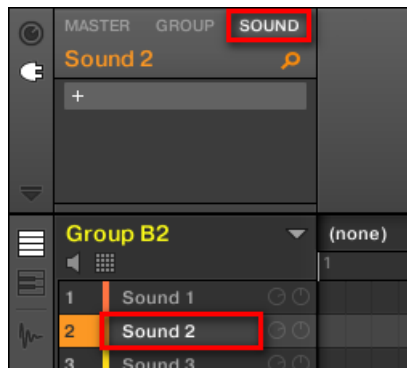 MASTER GROUP SOUND
Sound 2
+
Group B2 (none)
1
1 Sound 1
2 Sound 2
3 Sound 3